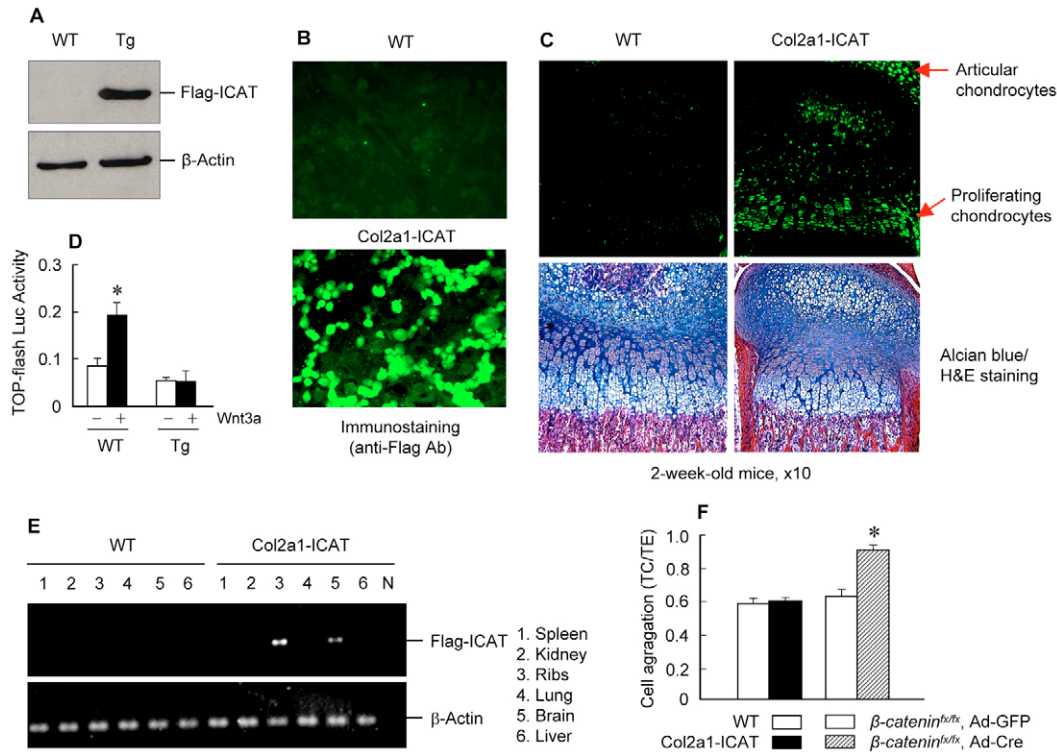 A
WT Tg
Flag-ICAT
β-Actin
B
WT
Col2a1-ICAT
Immunostaining
(anti-Flag Ab)
C
WT Col2a1-ICAT
Articular
chondrocytes
Proliferating
chondrocytes
Alcian blue/
H&E staining
2-week-old mice, x10
D
TOP-flash Luc Activity
0.3
0.2
0.1
0
*
− + − + Wnt3a
WT Tg
E
WT Col2a1-ICAT
1 2 3 4 5 6 1 2 3 4 5 6 N
Flag-ICAT
β-Actin
1. Spleen
2. Kidney
3. Ribs
4. Lung
5. Brain
6. Liver
F
Cell agragation (TC/TE)
1.0
0.8
0.6
0.4
0.2
0
*
WT β-catenin^fx/fx, Ad-GFP
Col2a1-ICAT β-catenin^fx/fx, Ad-Cre